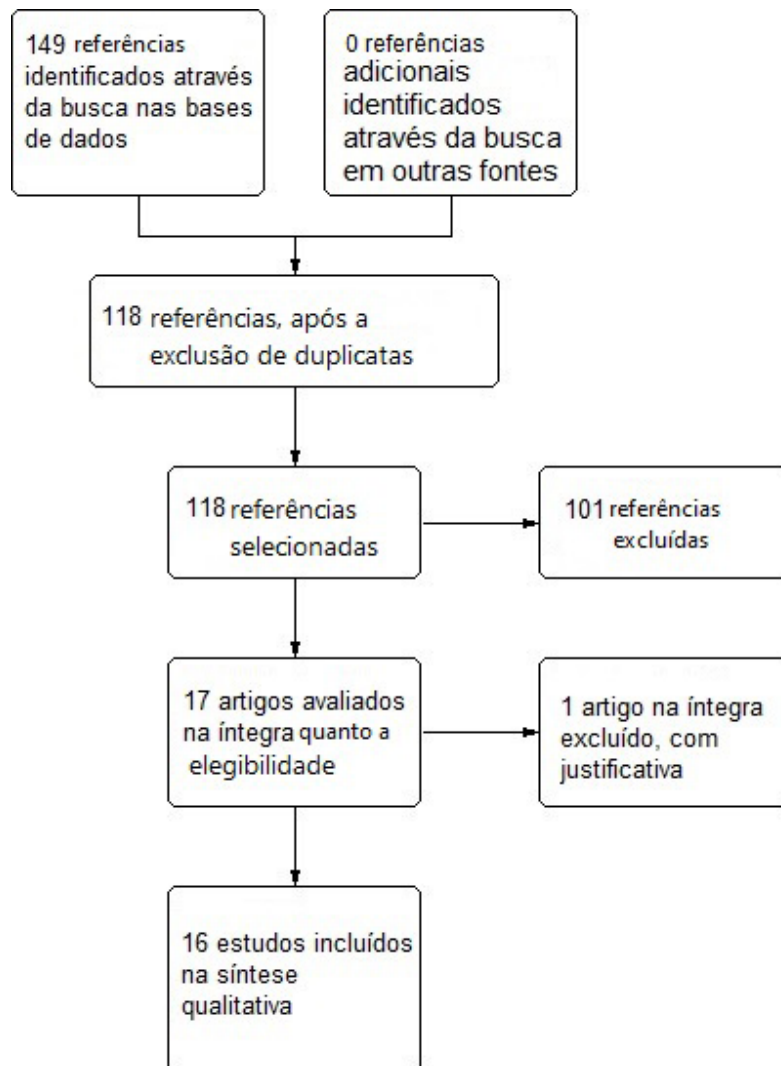 149 referências
identificados através
da busca nas bases
de dados
0 referências
adicionais
identificados
através da busca
em outras fontes
118 referências, após a
exclusão de duplicatas
118 referências
selecionadas
101 referências
excluídas
17 artigos avaliados
na íntegra quanto a
elegibilidade
1 artigo na íntegra
excluído, com
justificativa
16 estudos incluídos
na síntese
qualitativa